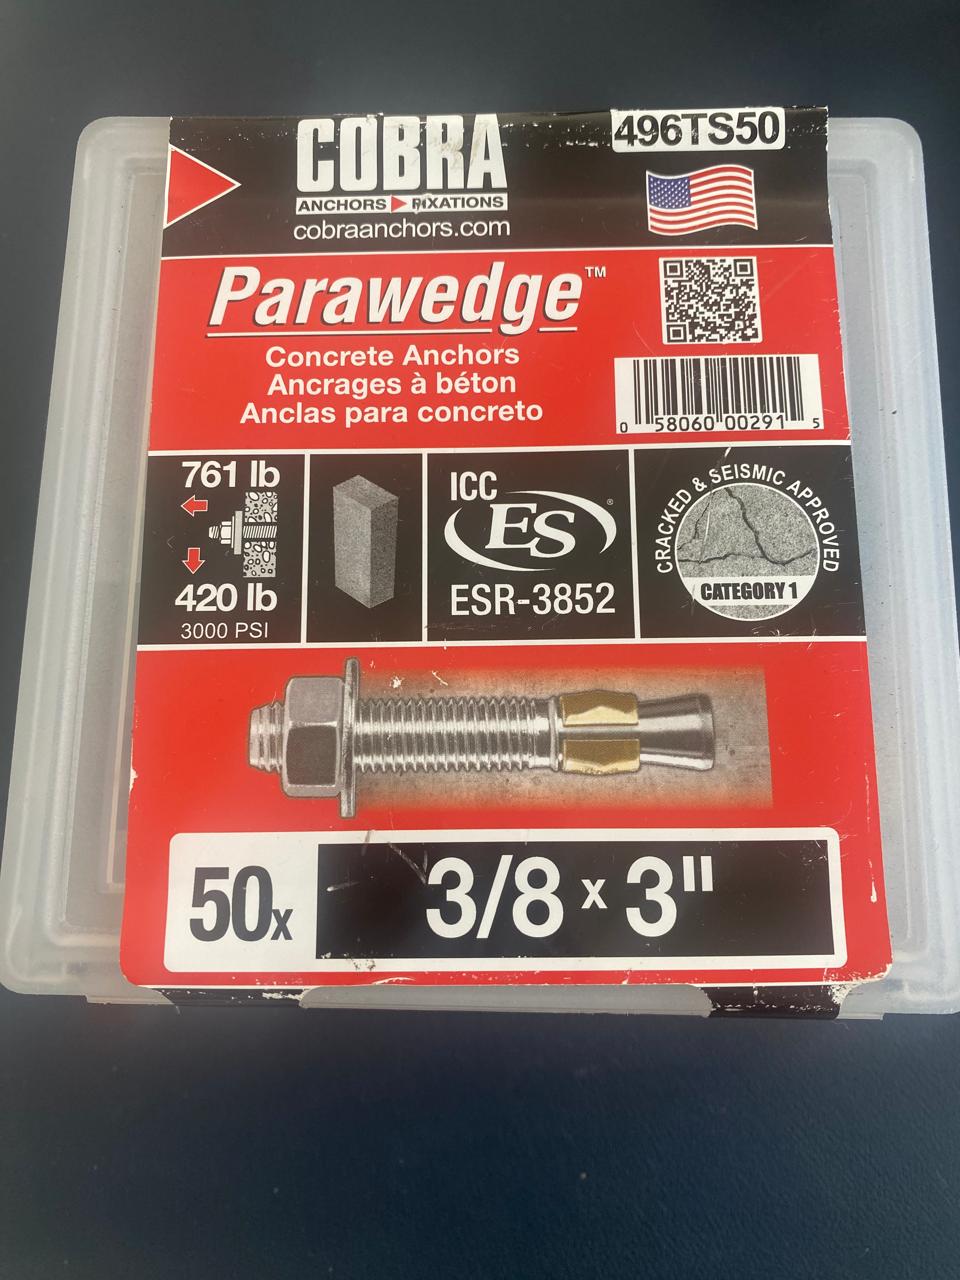 COBRA
ANCHORS FIXATIONS
cobraanchors.com
496TS50
Parawedge™
Concrete Anchors
Ancrages à béton
Anclas para concreto
0 58060 00291 5
761 lb
420 lb
3000 PSI
ICC
ES®
ESR-3852
CRACKED & SEISMIC APPROVED
CATEGORY 1
50x
3/8 x 3"